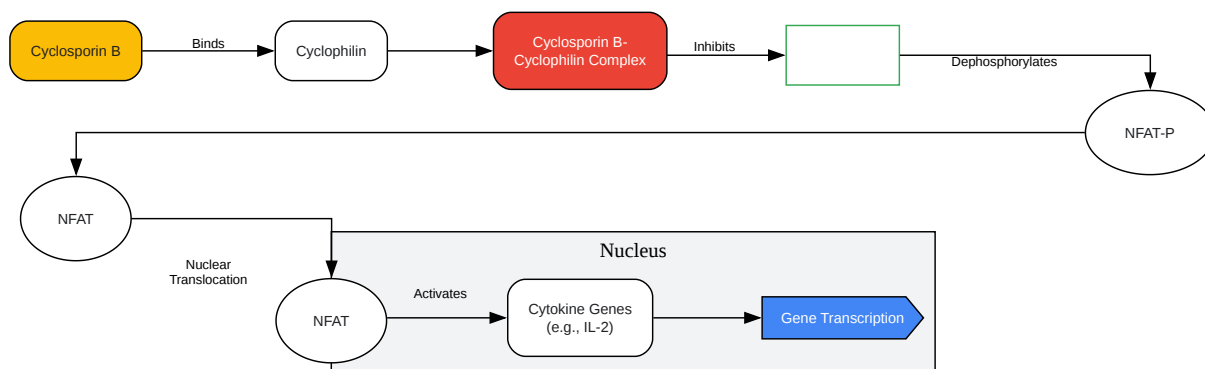 Cyclosporin B
Binds
Cyclophilin
Cyclosporin B-
Cyclophilin Complex
Inhibits
Dephosphorylates
NFAT-P
NFAT
Nuclear
Translocation
Nucleus
NFAT
Activates
Cytokine Genes
(e.g., IL-2)
Gene Transcription